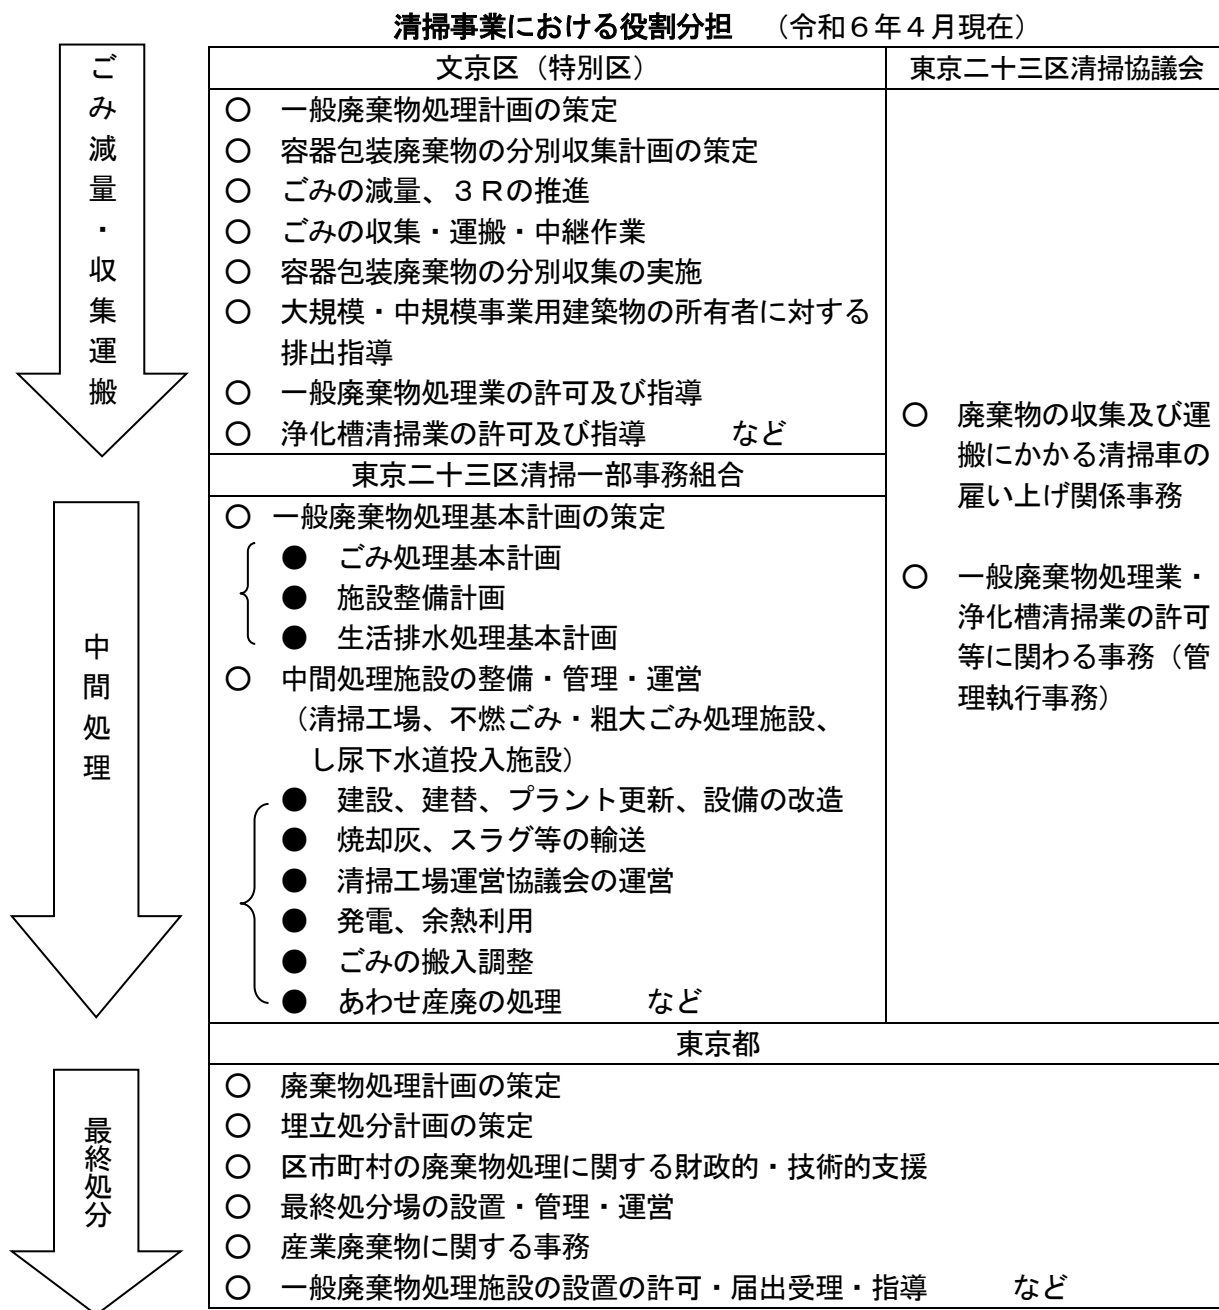 清掃事業における役割分担　（令和６年４月現在）
ごみ減量・収集運搬
文京区（特別区）
○　一般廃棄物処理計画の策定
○　容器包装廃棄物の分別収集計画の策定
○　ごみの減量、３Ｒの推進
○　ごみの収集・運搬・中継作業
○　容器包装廃棄物の分別収集の実施
○　大規模・中規模事業用建築物の所有者に対する
排出指導
○　一般廃棄物処理業の許可及び指導
○　浄化槽清掃業の許可及び指導　　　など
東京二十三区清掃協議会
○　廃棄物の収集及び運
搬にかかる清掃車の
雇い上げ関係事務
○　一般廃棄物処理業・
浄化槽清掃業の許可
等に関わる事務（管
理執行事務）
中間処理
東京二十三区清掃一部事務組合
○　一般廃棄物処理基本計画の策定
●　ごみ処理基本計画
●　施設整備計画
●　生活排水処理基本計画
○　中間処理施設の整備・管理・運営
（清掃工場、不燃ごみ・粗大ごみ処理施設、
し尿下水道投入施設）
●　建設、建替、プラント更新、設備の改造
●　焼却灰、スラグ等の輸送
●　清掃工場運営協議会の運営
●　発電、余熱利用
●　ごみの搬入調整
●　あわせ産廃の処理　　　など
最終処分
東京都
○　廃棄物処理計画の策定
○　埋立処分計画の策定
○　区市町村の廃棄物処理に関する財政的・技術的支援
○　最終処分場の設置・管理・運営
○　産業廃棄物に関する事務
○　一般廃棄物処理施設の設置の許可・届出受理・指導　　　など